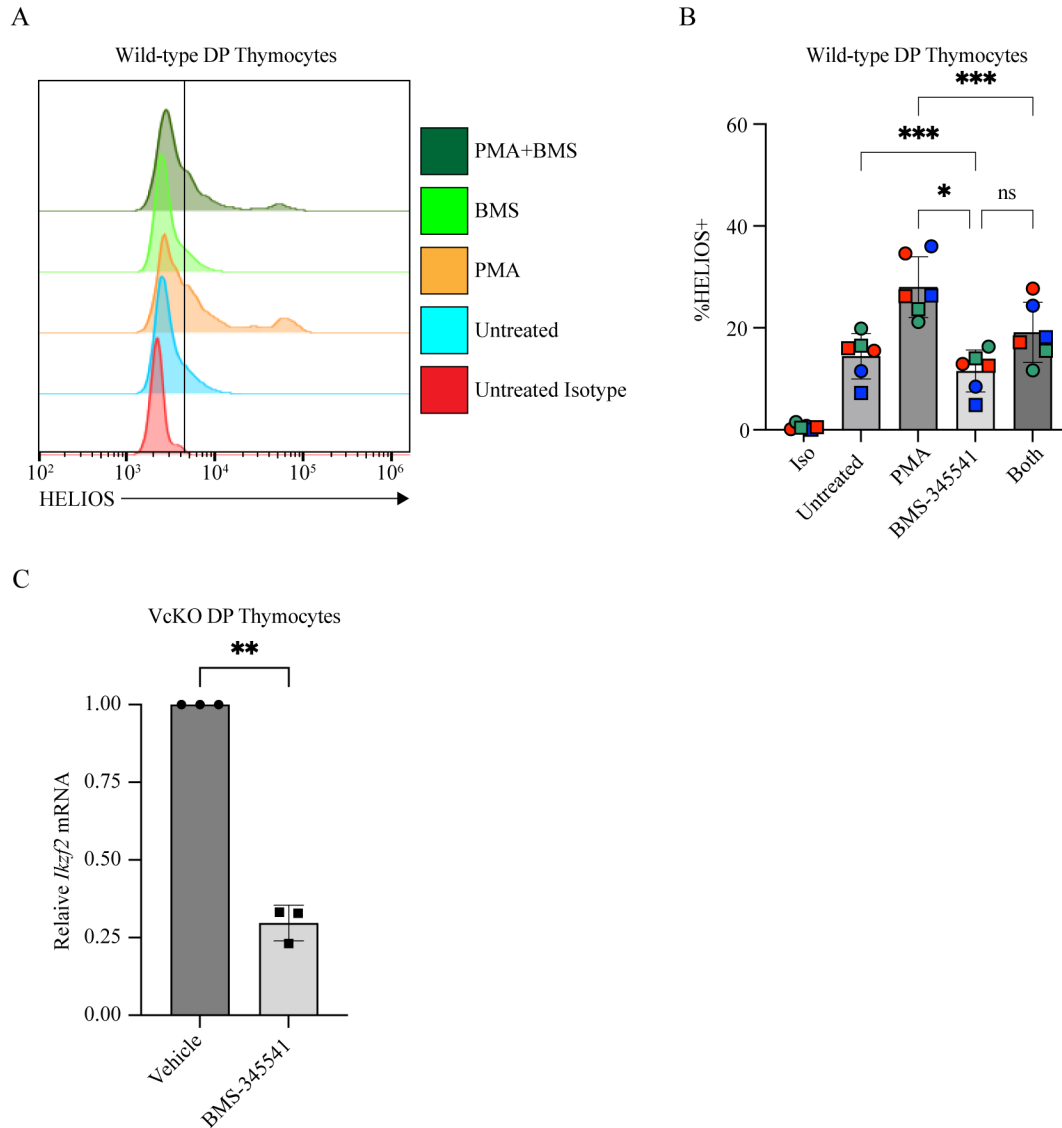 A
Wild-type DP Thymocytes
PMA+BMS
BMS
PMA
Untreated
Untreated Isotype
10² 10³ 10⁴ 10⁵ 10⁶
HELIOS
B
Wild-type DP Thymocytes
***
***
*
ns
60
40
20
0
%HELIOS+
Iso
Untreated
PMA
BMS-345541
Both
C
VcKO DP Thymocytes
**
1.00
0.75
0.50
0.25
0.00
Relaive Ikzf2 mRNA
Vehicle
BMS-345541